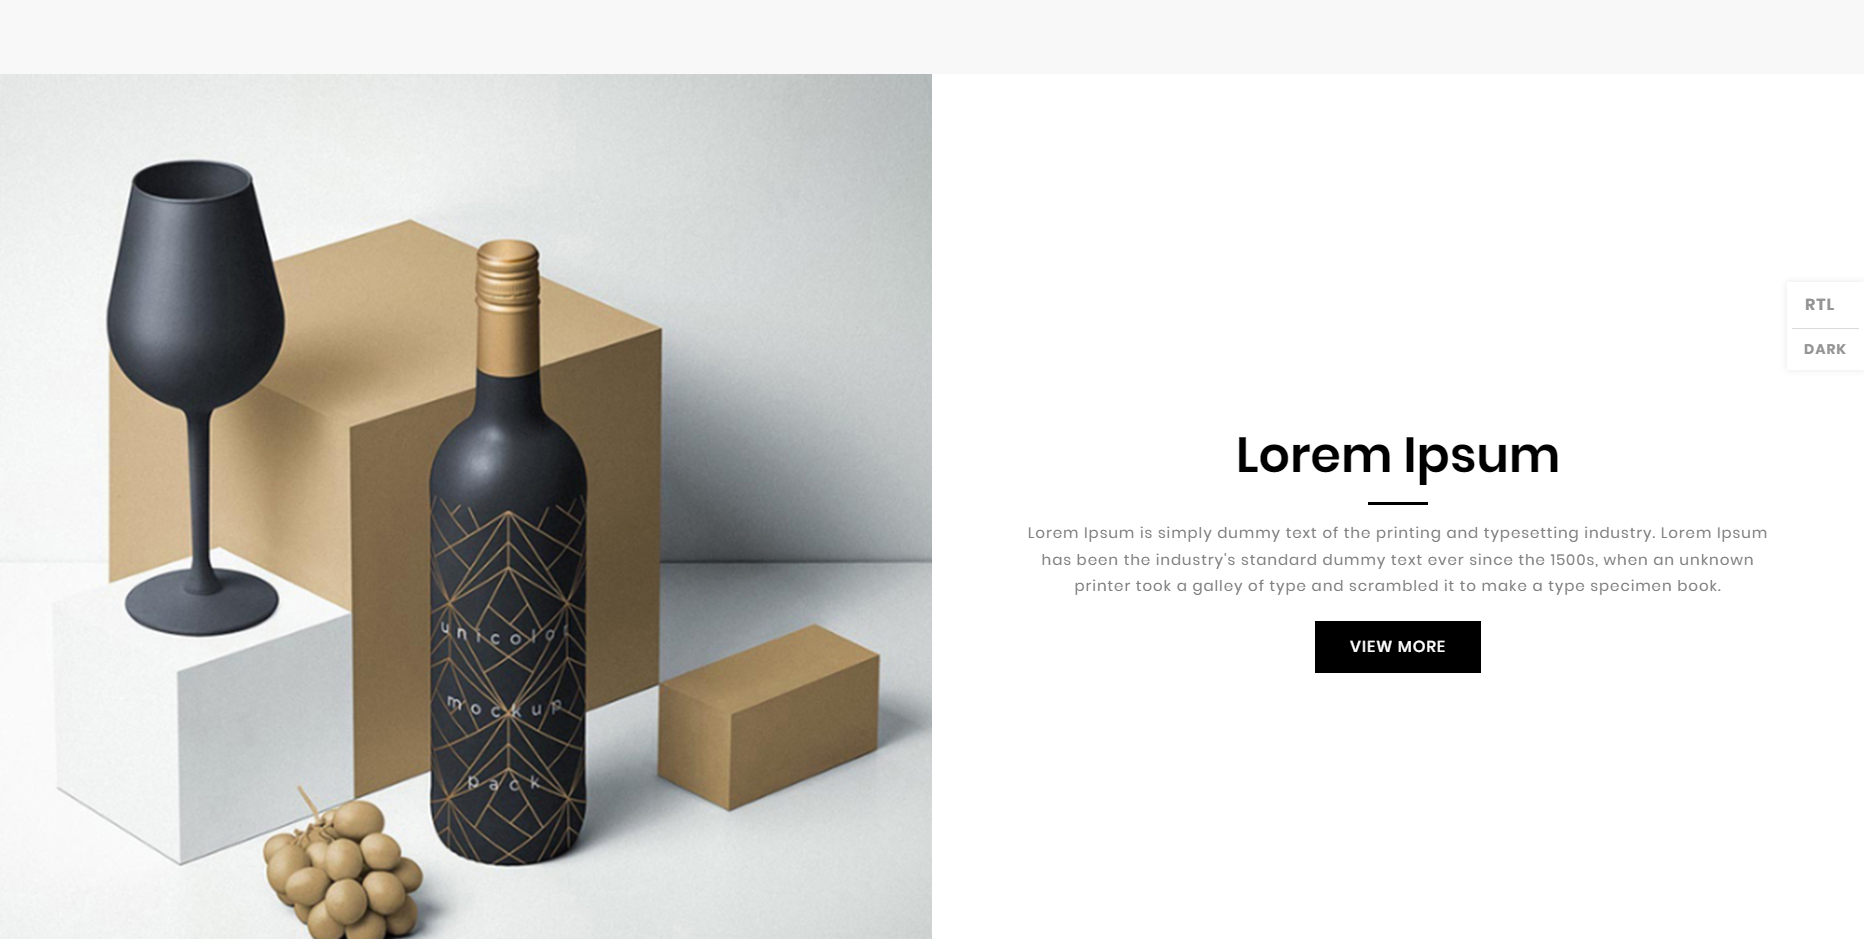 unicolor
mockup
pack
RTL
DARK
Lorem Ipsum
Lorem Ipsum is simply dummy text of the printing and typesetting industry. Lorem Ipsum
has been the industry's standard dummy text ever since the 1500s, when an unknown
printer took a galley of type and scrambled it to make a type specimen book.
VIEW MORE